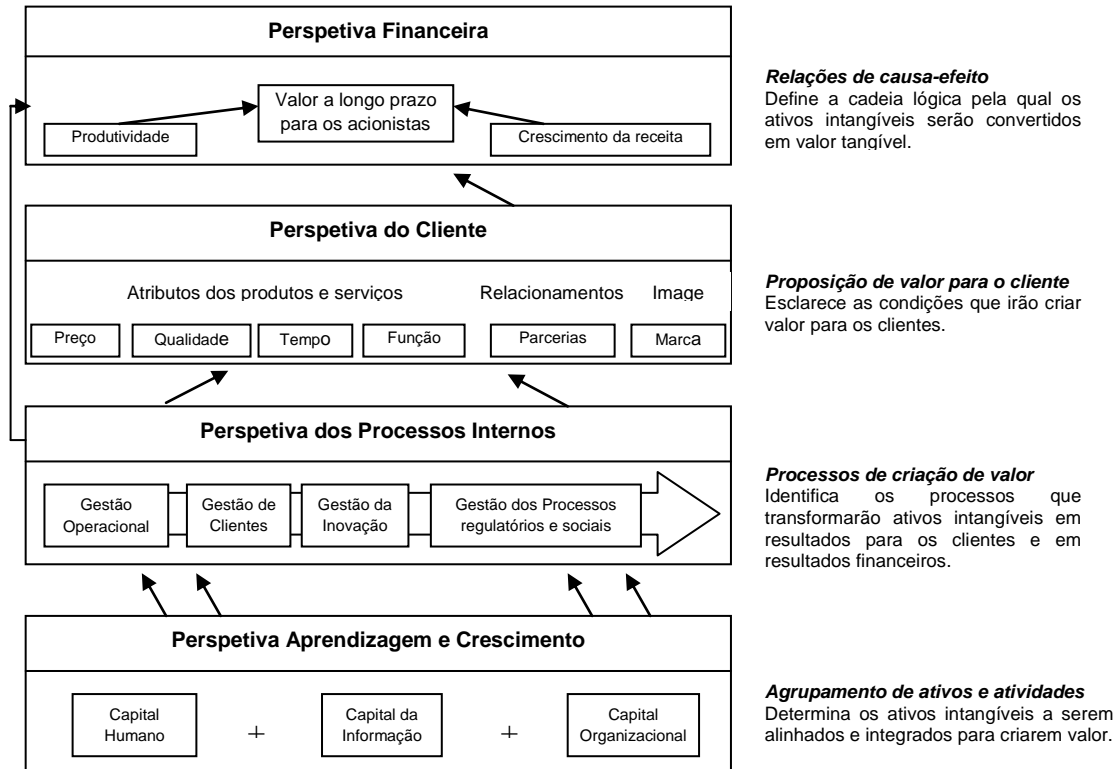 Perspetiva Financeira
Valor a longo prazo
para os acionistas
Produtividade
Crescimento da receita
Relações de causa-efeito
Define a cadeia lógica pela qual os
ativos intangíveis serão convertidos
em valor tangível.
Perspetiva do Cliente
Atributos dos produtos e serviços
Relacionamentos
Image
Preço
Qualidade
Tempo
Função
Parcerias
Marca
Proposição de valor para o cliente
Esclarece as condições que irão criar
valor para os clientes.
Perspetiva dos Processos Internos
Gestão
Operacional
Gestão de
Clientes
Gestão da
Inovação
Gestão dos Processos
regulatórios e sociais
Processos de criação de valor
Identifica os processos que
transformarão ativos intangíveis em
resultados para os clientes e em
resultados financeiros.
Perspetiva Aprendizagem e Crescimento
Capital
Humano
+
Capital da
Informação
+
Capital
Organizacional
Agrupamento de ativos e atividades
Determina os ativos intangíveis a serem
alinhados e integrados para criarem valor.